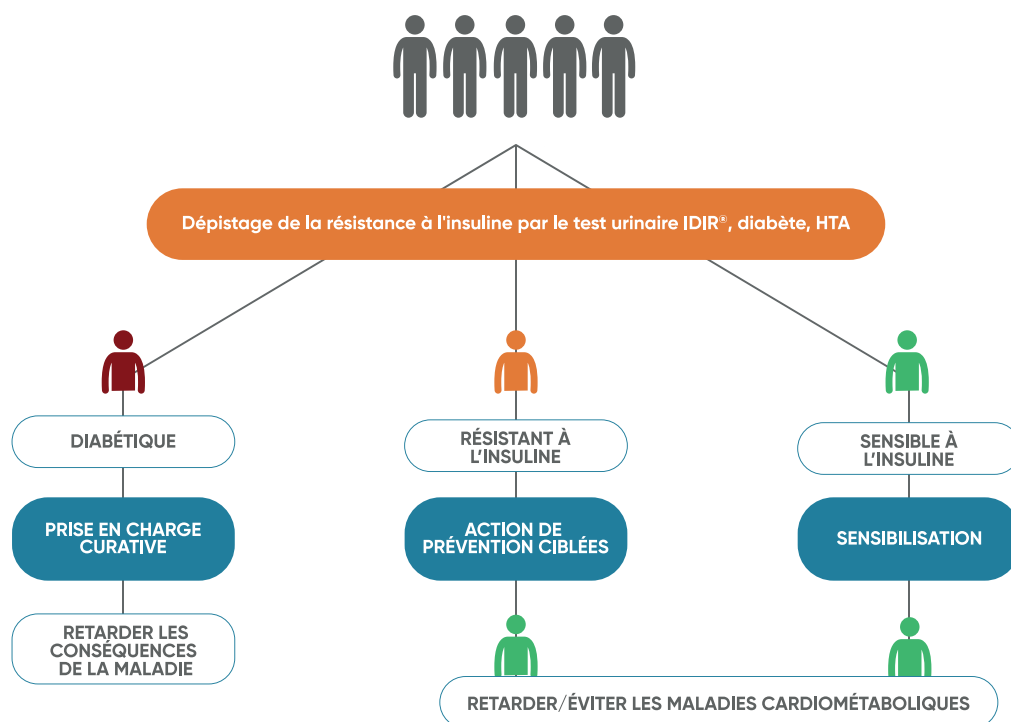 Dépistage de la résistance à l'insuline par le test urinaire IDIR®, diabète, HTA
DIABÉTIQUE
RÉSISTANT À
L'INSULINE
SENSIBLE À
L'INSULINE
PRISE EN CHARGE
CURATIVE
ACTION DE
PRÉVENTION CIBLÉES
SENSIBILISATION
RETARDER LES
CONSÉQUENCES
DE LA MALADIE
RETARDER/ÉVITER LES MALADIES CARDIOMÉTABOLIQUES